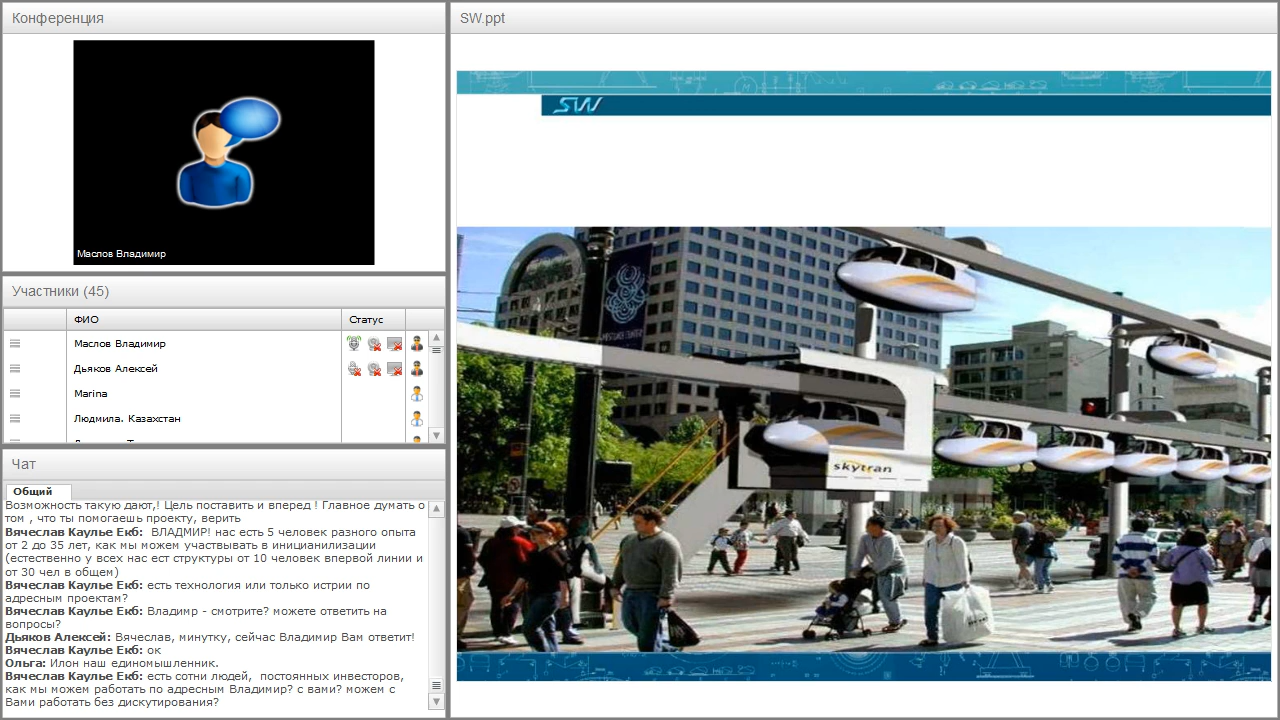 Конференция
Маслов Владимир
Участники (45)
ФИО
Статус
Маслов Владимир
Дьяков Алексей
Marina
Людмила. Казахстан
Чат
Общий
Возможность такую дают,! Цель поставить и вперед ! Главное думать о
том , что ты помогаешь проекту, верить
Вячеслав Каулье Екб: ВЛАДМИР! нас есть 5 человек разного опыта
от 2 до 35 лет, как мы можем участвывать в иницианилизации
(естественно у всех нас ест структуры от 10 человек впервой линии и
от 30 чел в общем)
Вячеслав Каулье Екб: есть технология или только истрии по
адресным проектам?
Вячеслав Каулье Екб: Владимр - смотрите? можете ответить на
вопросы?
Дьяков Алексей: Вячеслав, минутку, сейчас Владимир Вам ответит!
Вячеслав Каулье Екб: ок
Ольга: Илон наш единомышленник.
Вячеслав Каулье Екб: есть одни людей,
как мы можем работать по адресным Владимир? с вами? можем с
Вами работать без дискутирования?
SW.ppt
SW
skytran